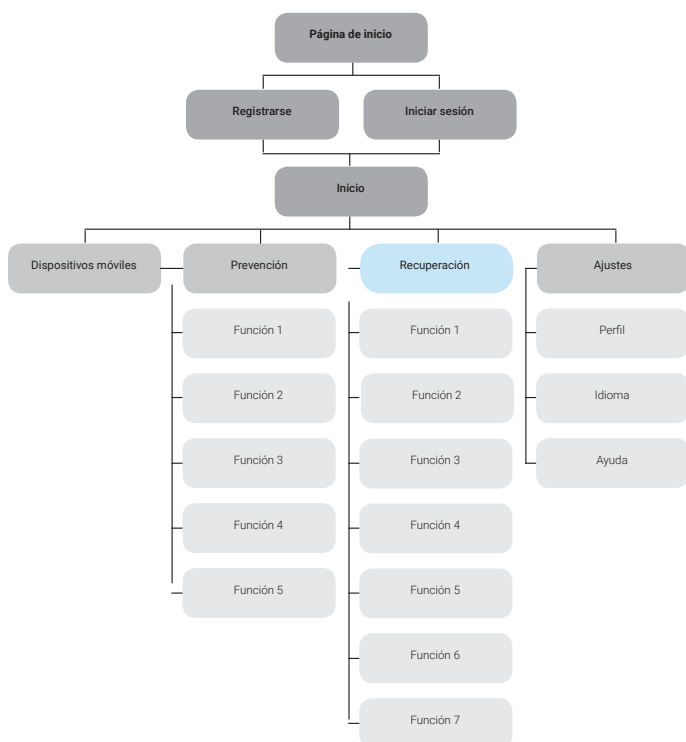 Página de inicio
Registrarse
Iniciar sesión
Inicio
Dispositivos móviles
Prevención
Recuperación
Ajustes
Función 1
Función 1
Perfil
Función 2
Función 2
Idioma
Función 3
Función 3
Ayuda
Función 4
Función 4
Función 5
Función 5
Función 6
Función 7